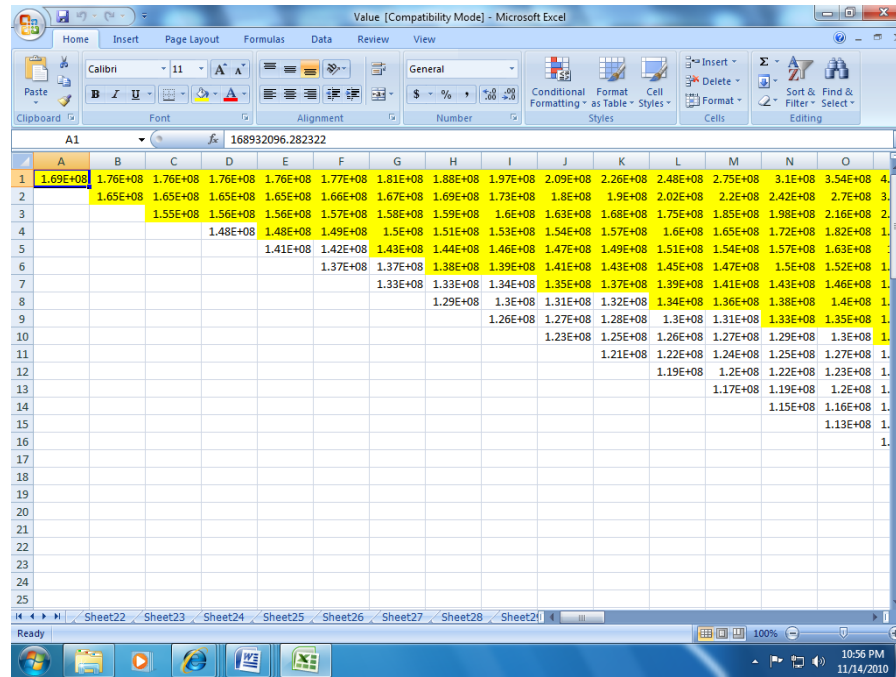 Value [Compatibility Mode] - Microsoft Excel
Home Insert Page Layout Formulas Data Review View
Paste
Calibri 11 A A
General
B I U A
$ % , .00 .00
Conditional Formatting
Format as Table
Cell Styles
Insert
Delete
Format
Σ
Sort & Filter
Find & Select
Clipboard Font Alignment Number Styles Cells Editing
A1 fx 168932096.282322
A B C D E F G H I J K L M N O
1 1.69E+08 1.76E+08 1.76E+08 1.76E+08 1.76E+08 1.77E+08 1.81E+08 1.88E+08 1.97E+08 2.09E+08 2.26E+08 2.48E+08 2.75E+08 3.1E+08 3.54E+08 4.
2 1.65E+08 1.65E+08 1.65E+08 1.65E+08 1.66E+08 1.67E+08 1.69E+08 1.73E+08 1.8E+08 1.9E+08 2.02E+08 2.2E+08 2.42E+08 2.7E+08 3.
3 1.55E+08 1.56E+08 1.56E+08 1.57E+08 1.58E+08 1.59E+08 1.6E+08 1.63E+08 1.68E+08 1.75E+08 1.85E+08 1.98E+08 2.16E+08 2.
4 1.48E+08 1.48E+08 1.49E+08 1.5E+08 1.51E+08 1.53E+08 1.54E+08 1.57E+08 1.6E+08 1.65E+08 1.72E+08 1.82E+08 1.
5 1.41E+08 1.42E+08 1.43E+08 1.44E+08 1.46E+08 1.47E+08 1.49E+08 1.51E+08 1.54E+08 1.57E+08 1.63E+08
6 1.37E+08 1.37E+08 1.38E+08 1.39E+08 1.41E+08 1.43E+08 1.45E+08 1.47E+08 1.5E+08 1.52E+08 1.
7 1.33E+08 1.33E+08 1.34E+08 1.35E+08 1.37E+08 1.39E+08 1.41E+08 1.43E+08 1.46E+08 1.
8 1.29E+08 1.3E+08 1.31E+08 1.32E+08 1.34E+08 1.36E+08 1.38E+08 1.4E+08 1.
9 1.26E+08 1.27E+08 1.28E+08 1.3E+08 1.31E+08 1.33E+08 1.35E+08 1.
10 1.23E+08 1.25E+08 1.26E+08 1.27E+08 1.29E+08 1.3E+08 1.
11 1.21E+08 1.22E+08 1.24E+08 1.25E+08 1.27E+08 1.
12 1.19E+08 1.2E+08 1.22E+08 1.23E+08 1.
13 1.17E+08 1.19E+08 1.2E+08 1.
14 1.15E+08 1.16E+08 1.
15 1.13E+08 1.
16 1.
17
18
19
20
21
22
23
24
25
Sheet22 Sheet23 Sheet24 Sheet25 Sheet26 Sheet27 Sheet28
Ready 100%
10:56 PM
11/14/2010